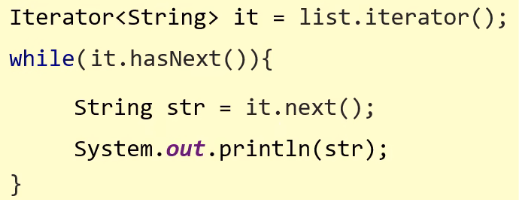 Iterator<String> it = list.iterator();
while(it.hasNext()){
String str = it.next();
System.out.println(str);
}